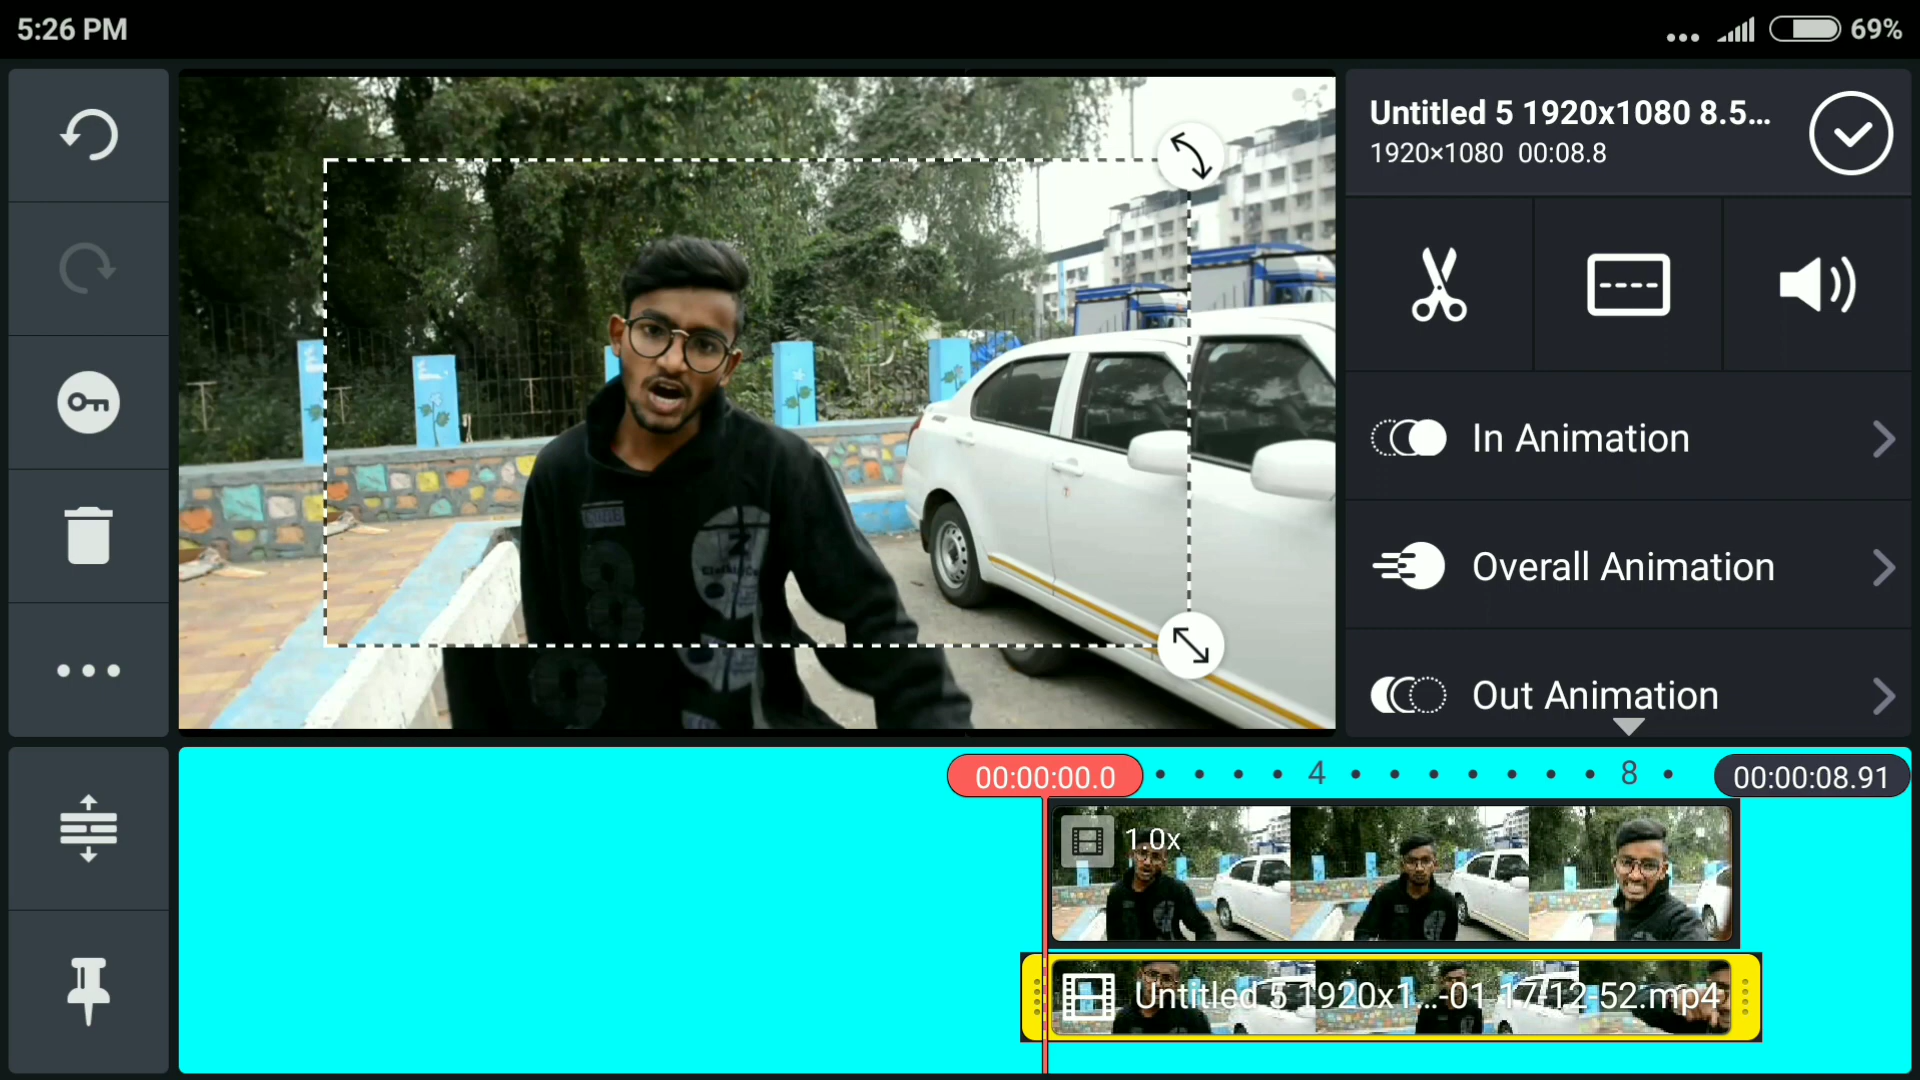 5:26 PM
69%
Untitled 5 1920x1080 8.5...
1920×1080 00:08.8
In Animation
Overall Animation
Out Animation
00:00:00.0
4
8
00:00:08.91
1.0x
Untitled 5 1920x1...-01-17-12-52.mp4